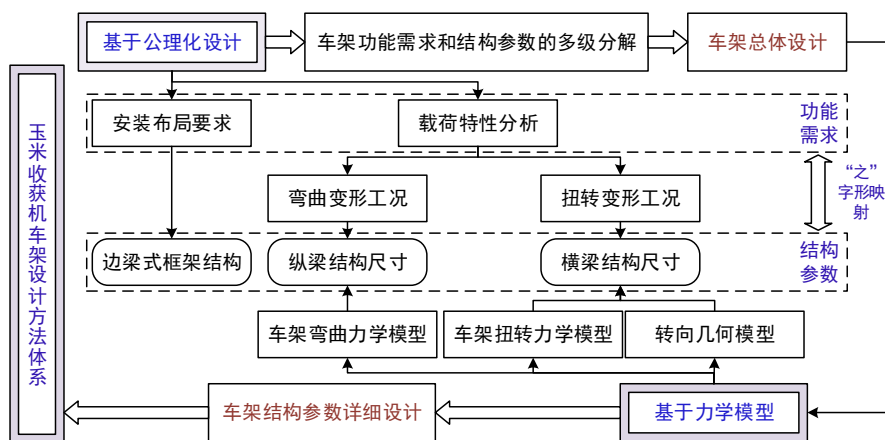 基于公理化设计
车架功能需求和结构参数的多级分解
车架总体设计
玉米收获机车架设计方法体系
安装布局要求
载荷特性分析
功能
需求
弯曲变形工况
扭转变形工况
“之”
字形映
射
边梁式框架结构
纵梁结构尺寸
横梁结构尺寸
结构
参数
车架弯曲力学模型
车架扭转力学模型
转向几何模型
车架结构参数详细设计
基于力学模型